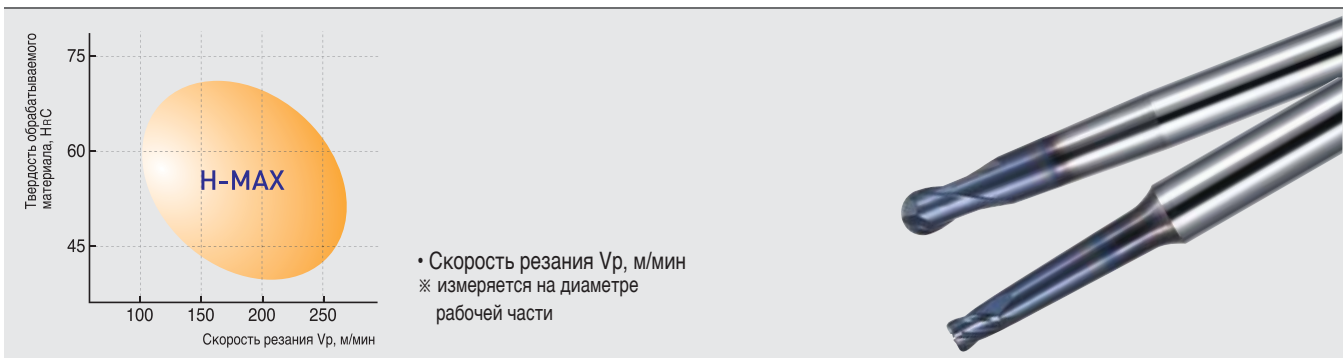 Твердость обрабатываемого
материала, HRC
75
60
45
H-MAX
100 150 200 250
Скорость резания Vp, м/мин
• Скорость резания Vp, м/мин
※ измеряется на диаметре
рабочей части